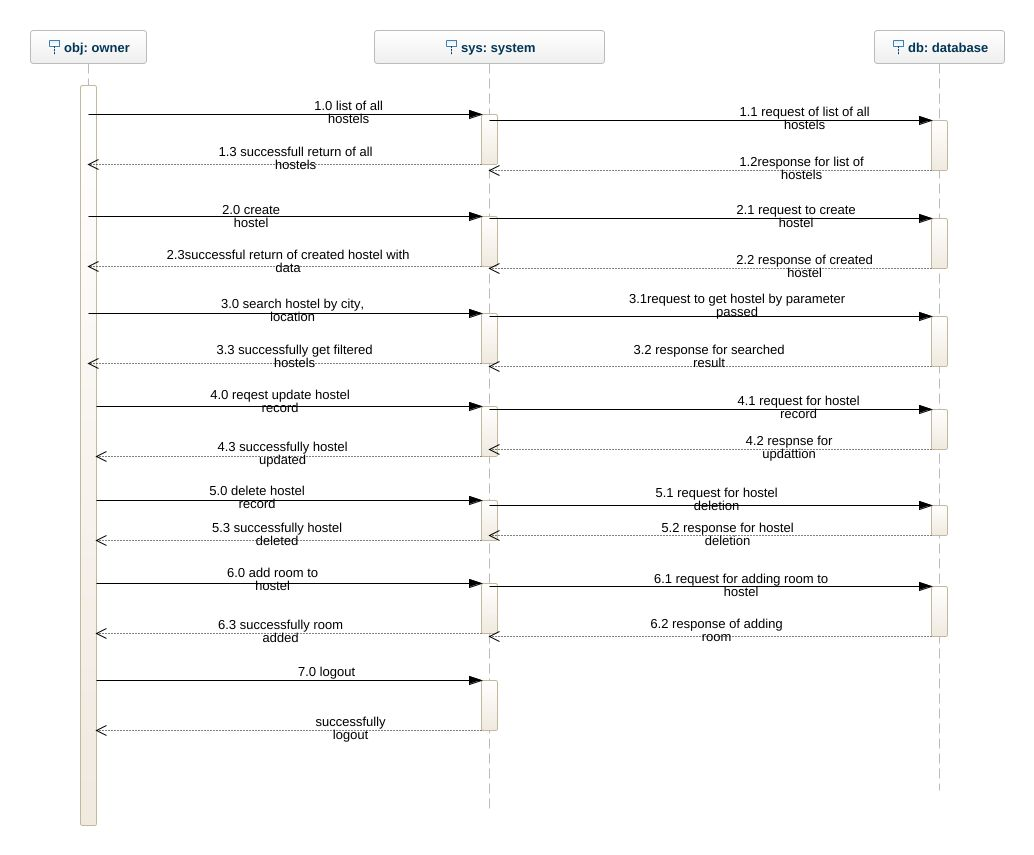 obj: owner
sys: system
db: database
1.0 list of all
hostels
1.1 request of list of all
hostels
1.3 successfull return of all
hostels
1.2response for list of
hostels
2.0 create
hostel
2.1 request to create
hostel
2.3successful return of created hostel with
data
2.2 response of created
hostel
3.0 search hostel by city,
location
3.1request to get hostel by parameter
passed
3.3 successfully get filtered
hostels
3.2 response for searched
result
4.0 reqest update hostel
record
4.1 request for hostel
record
4.3 successfully hostel
updated
4.2 respnse for
updattion
5.0 delete hostel
record
5.1 request for hostel
deletion
5.3 successfully hostel
deleted
5.2 response for hostel
deletion
6.0 add room to
hostel
6.1 request for adding room to
hostel
6.3 successfully room
added
6.2 response of adding
room
7.0 logout
successfully
logout